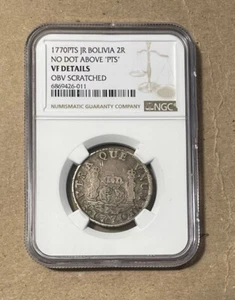 1770PTS JR BOLIVIA 2R
NO DOT ABOVE 'PTS'
VF DETAILS
OBV SCRATCHED
6869426-011
NGC
NUMISMATIC GUARANTY COMPANY